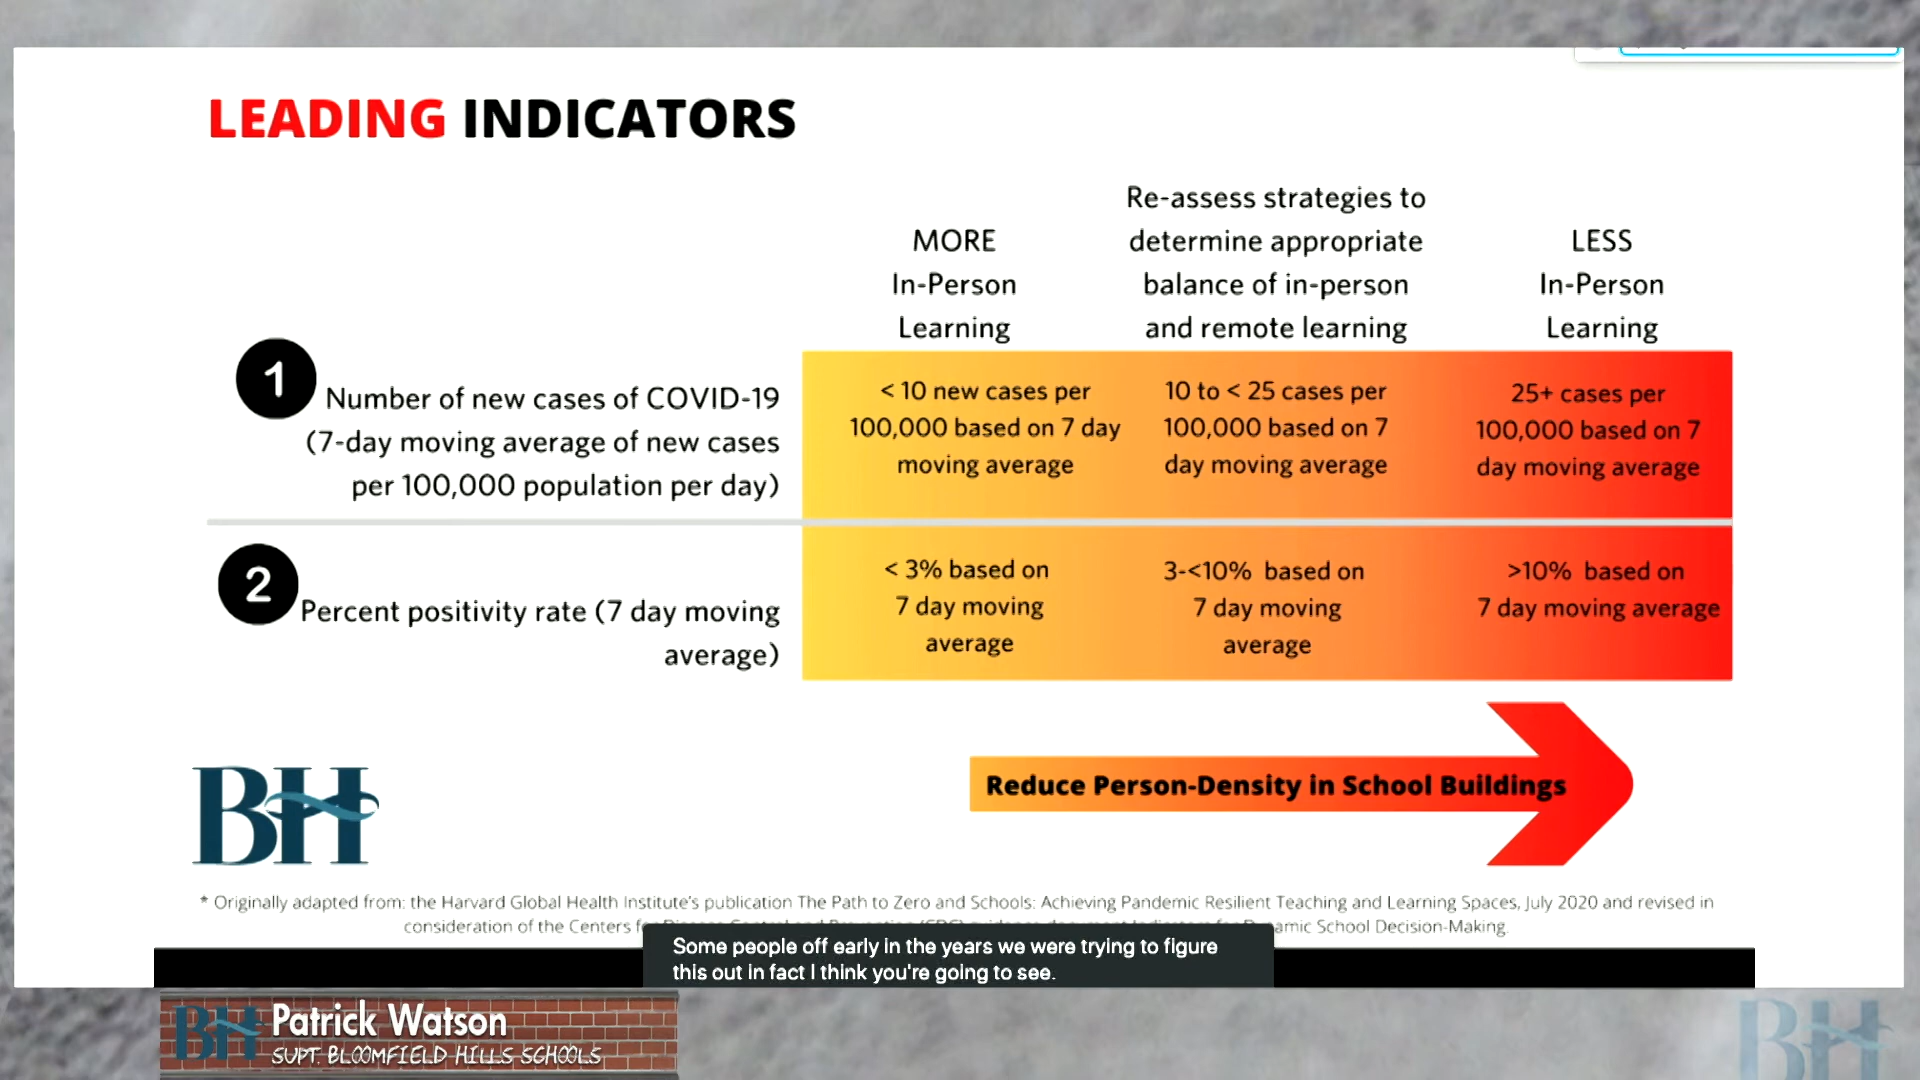 LEADING INDICATORS
MORE
In-Person
Learning
Re-assess strategies to
determine appropriate
balance of in-person
and remote learning
LESS
In-Person
Learning
1
Number of new cases of COVID-19
(7-day moving average of new cases
per 100,000 population per day)
< 10 new cases per
100,000 based on 7 day
moving average
10 to < 25 cases per
100,000 based on 7
day moving average
25+ cases per
100,000 based on 7
day moving average
2
Percent positivity rate (7 day moving
average)
< 3% based on
7 day moving
average
3-<10% based on
7 day moving
average
>10% based on
7 day moving average
Reduce Person-Density in School Buildings
BH
* Originally adapted from: the Harvard Global Health Institute's publication The Path to Zero and Schools: Achieving Pandemic Resilient Teaching and Learning Spaces, July 2020 and revised in
consideration of the Centers School Decision-Making.
Some people off early in the years we were trying to figure
this out in fact I think you're going to see.
BH
Patrick Watson
SUPT. BLOOMFIELD HILLS SCHOOLS
BH